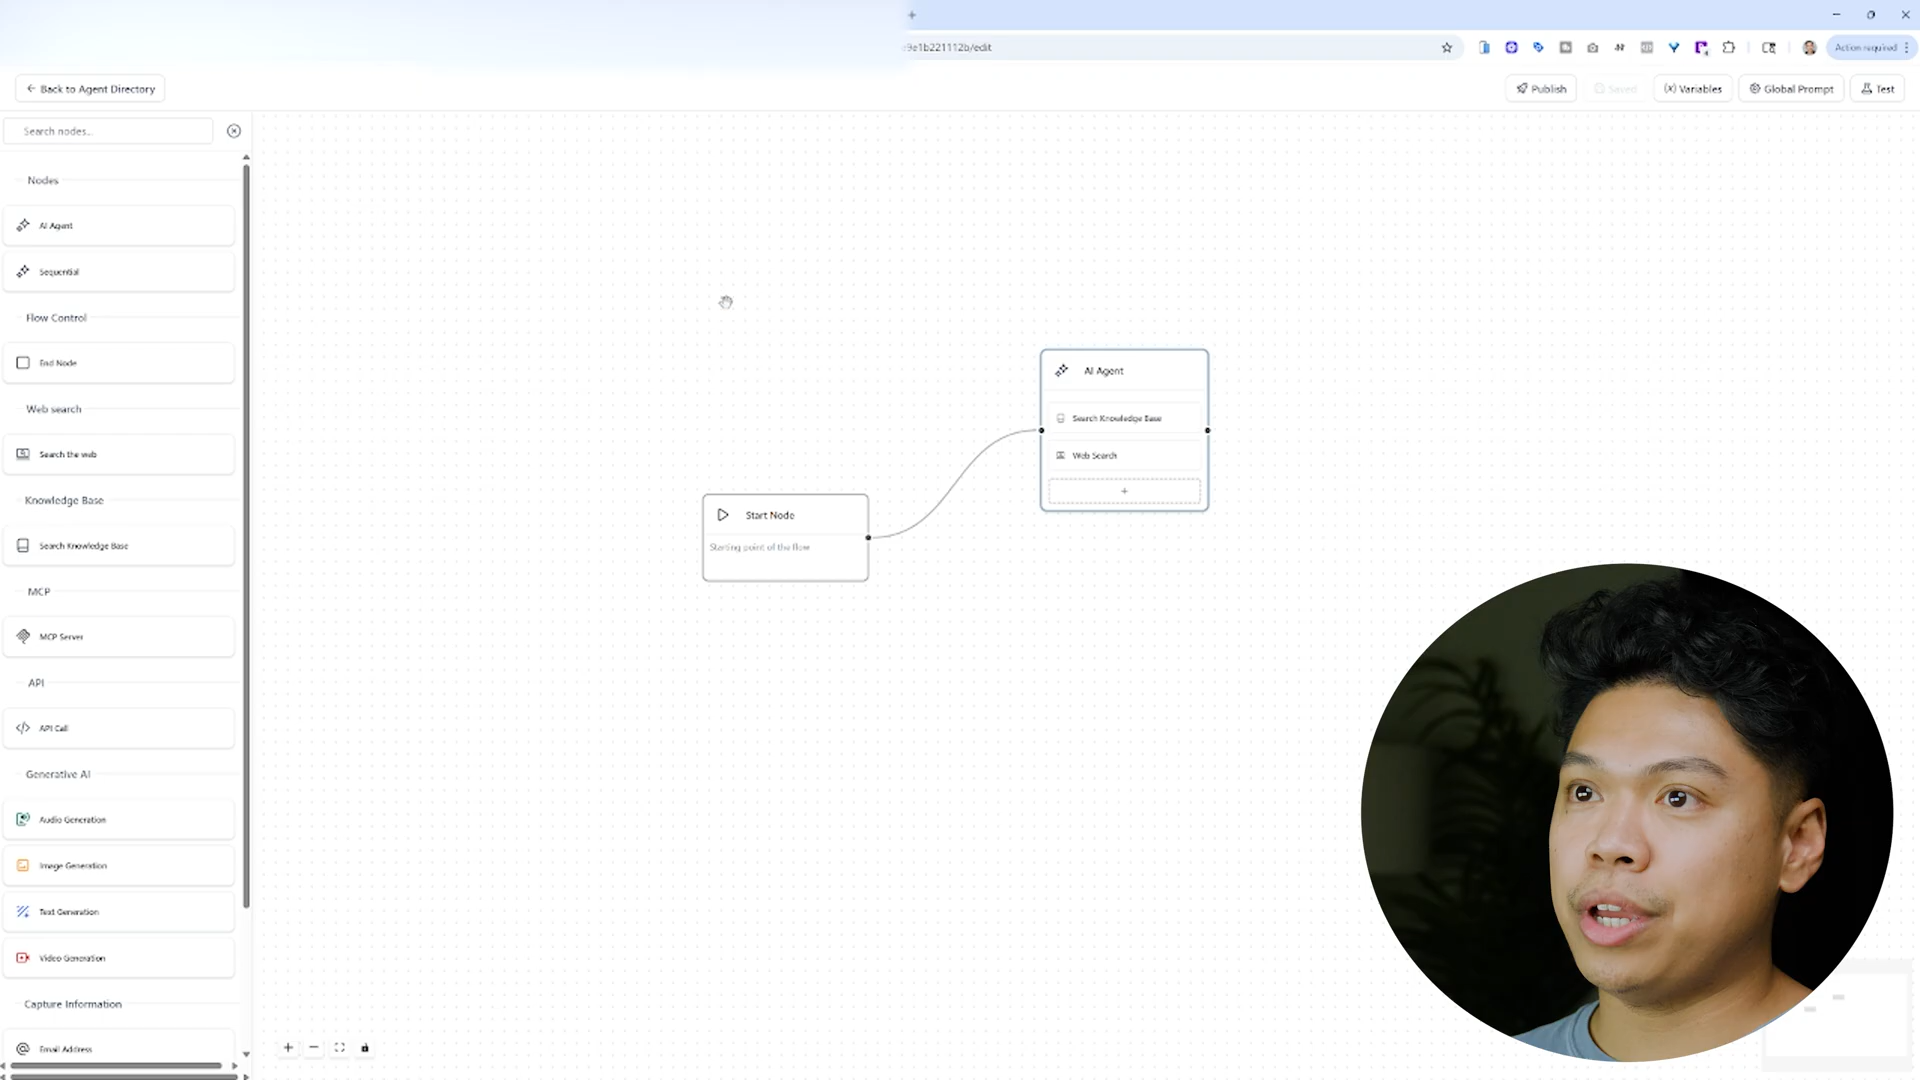 9e1b221112b/edit
Action required
Back to Agent Directory
Publish
Saved
(x) Variables
Global Prompt
Test
Search nodes...
Nodes
AI Agent
Sequential
Flow Control
End Node
Web search
Search the web
Knowledge Base
Search Knowledge Base
MCP
MCP Server
API
API Call
Generative AI
Audio Generation
Image Generation
Text Generation
Video Generation
Capture Information
Email Address
Start Node
Starting point of the flow
AI Agent
Search Knowledge Base
Web Search